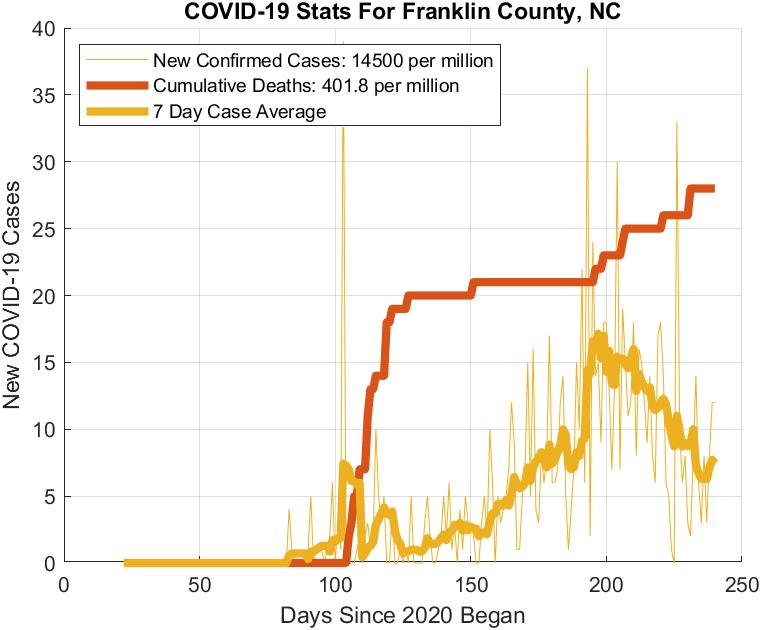 COVID-19 Stats For Franklin County, NC
New Confirmed Cases: 14500 per million
Cumulative Deaths: 401.8 per million
7 Day Case Average
New COVID-19 Cases
40
35
30
25
20
15
10
5
0
0 50 100 150 200 250
Days Since 2020 Began